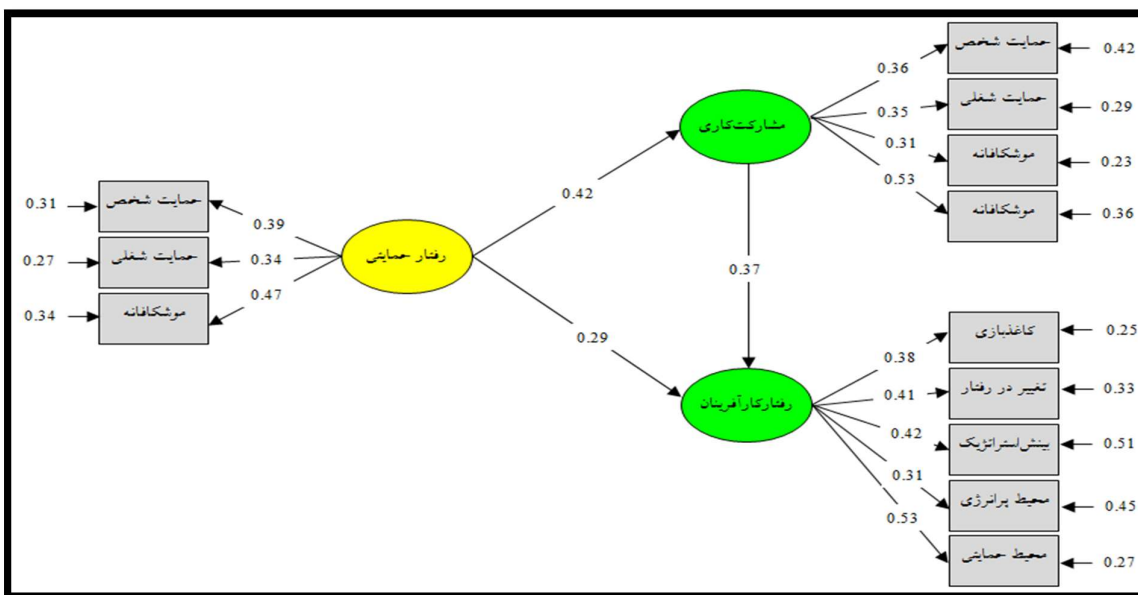 حمایت شخص
0.42
0.36
حمایت شغلی
0.29
0.35
مشارکت‌کاری
موشکافانه
0.23
0.31
موشکافانه
0.36
0.53
0.31
حمایت شخص
0.39
0.42
0.27
حمایت شغلی
0.34
رفتار حمایتی
0.34
موشکافانه
0.47
0.37
0.29
کاغذبازی
0.25
0.38
تغییر در رفتار
0.33
0.41
رفتارکارآفرینان
بینش‌استراتژیک
0.51
0.42
محیط پرانرژی
0.45
0.31
محیط حمایتی
0.27
0.53